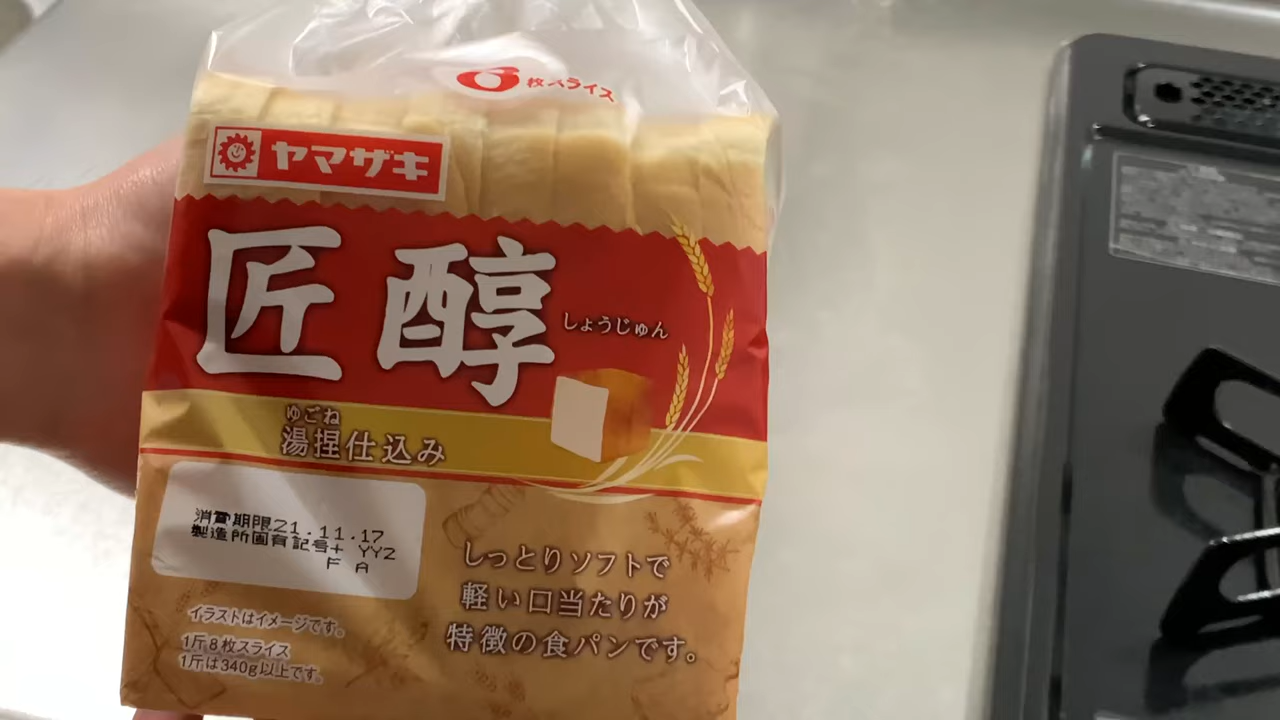 枚スライス
ヤマザキ
匠醇
しょうじゅん
ゆごね
湯捏仕込み
消費期限21.11.17
製造所固有記号+ YY2
F A
しっとりソフトで
軽い口当たりが
特徴の食パンです。
イラストはイメージです。
1斤8枚スライス
1斤は340g以上です。